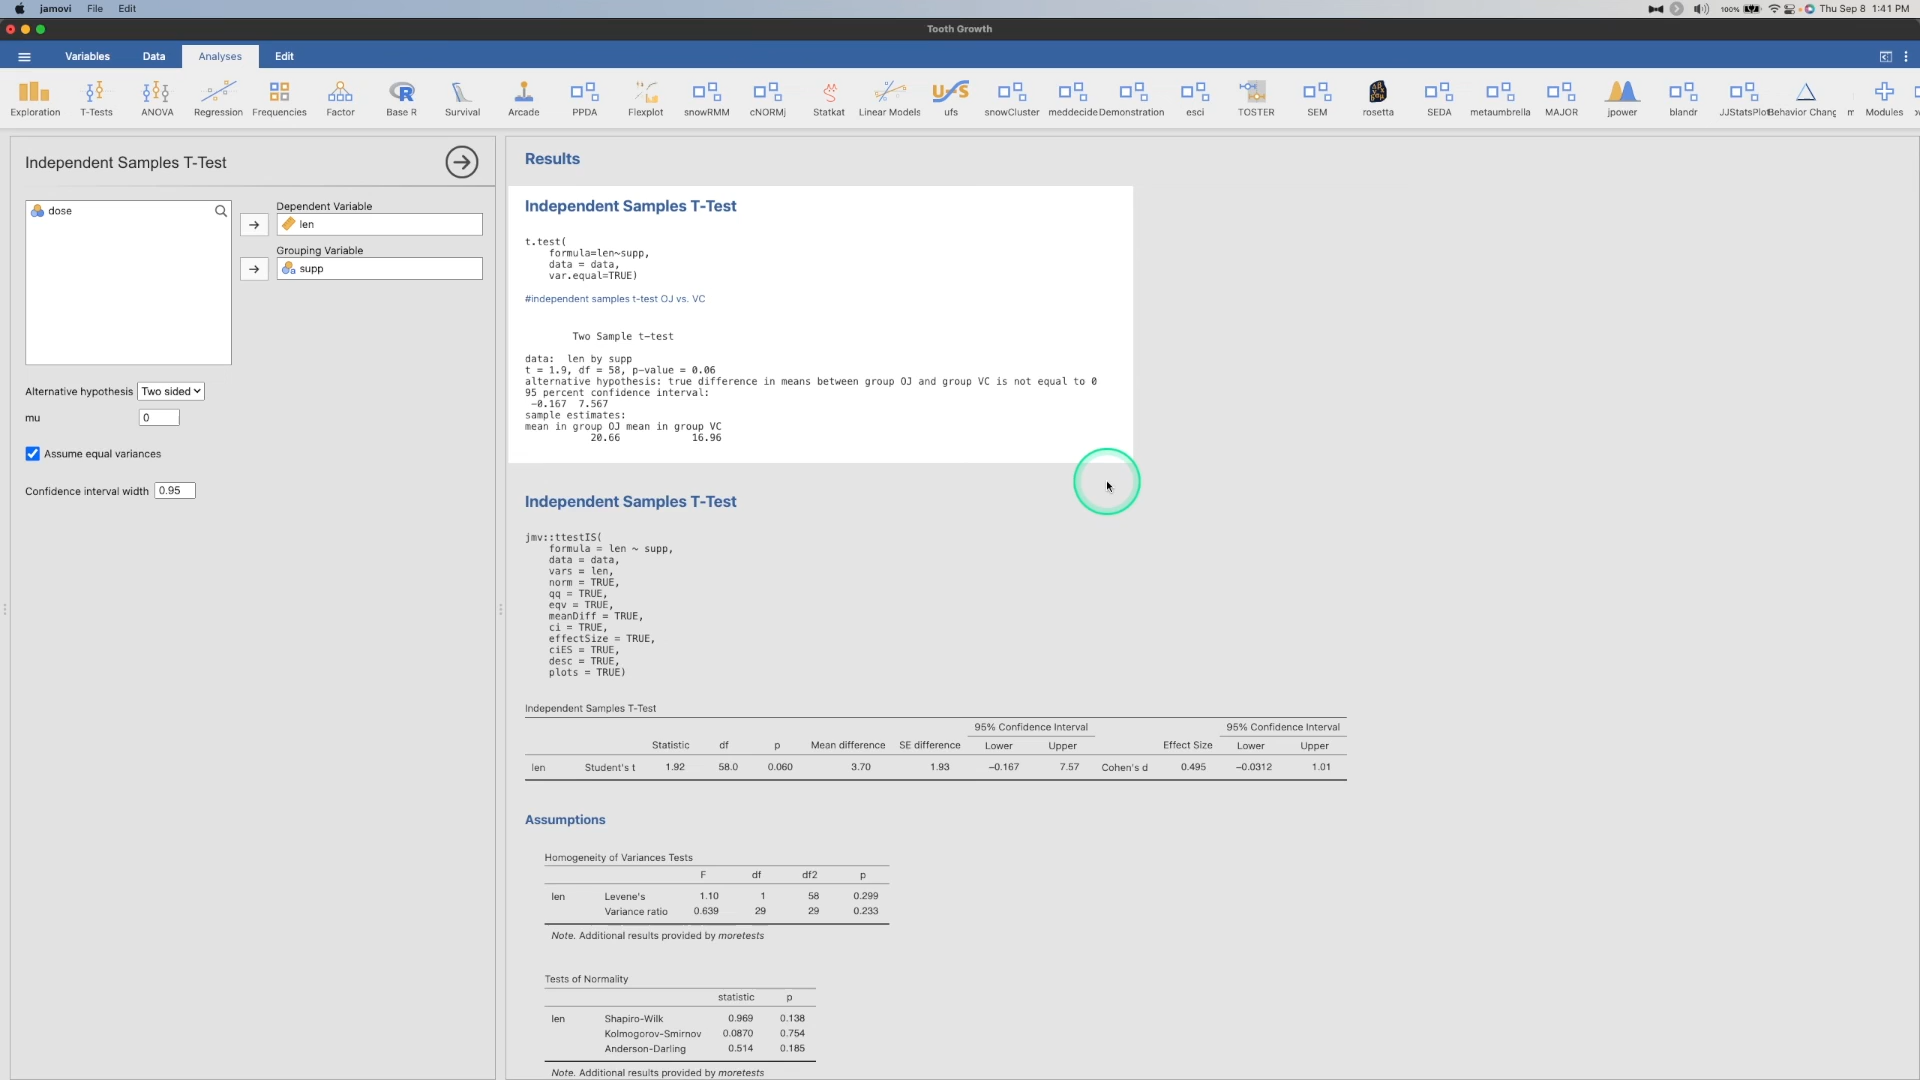 jamovi File Edit
100% Thu Sep 8 1:41 PM
Tooth Growth
Variables Data Analyses Edit
Exploration T-Tests ANOVA Regression Frequencies Factor Base R Survival Arcade PPDA Flexplot snowRMM cNORMj Statkat Linear Models ufs snowCluster meddecide Demonstration esci TOSTER SEM rosetta SEDA metaumbrella MAJOR jpower blandr JJStatsPlot Behavior Chang m Modules
Independent Samples T-Test
dose
Dependent Variable
len
Grouping Variable
supp
Alternative hypothesis Two sided
mu 0
Assume equal variances
Confidence interval width 0.95
Results
Independent Samples T-Test
t.test(
formula=len~supp,
data = data,
var.equal=TRUE)
#independent samples t-test OJ vs. VC
Two Sample t-test
data: len by supp
t = 1.9, df = 58, p-value = 0.06
alternative hypothesis: true difference in means between group OJ and group VC is not equal to 0
95 percent confidence interval:
-0.167 7.567
sample estimates:
mean in group OJ mean in group VC
20.66 16.96
Independent Samples T-Test
jmv::ttestIS(
formula = len ~ supp,
data = data,
vars = len,
norm = TRUE,
qq = TRUE,
eqv = TRUE,
meanDiff = TRUE,
ci = TRUE,
effectSize = TRUE,
ciES = TRUE,
desc = TRUE,
plots = TRUE)
Independent Samples T-Test
95% Confidence Interval 95% Confidence Interval
Statistic df p Mean difference SE difference Lower Upper Effect Size Lower Upper
len Student's t 1.92 58.0 0.060 3.70 1.93 −0.167 7.57 Cohen's d 0.495 −0.0312 1.01
Assumptions
Homogeneity of Variances Tests
F df df2 p
len Levene's 1.10 1 58 0.299
Variance ratio 0.639 29 29 0.233
Note. Additional results provided by moretests
Tests of Normality
statistic p
len Shapiro-Wilk 0.969 0.138
Kolmogorov-Smirnov 0.0870 0.754
Anderson-Darling 0.514 0.185
Note. Additional results provided by moretests